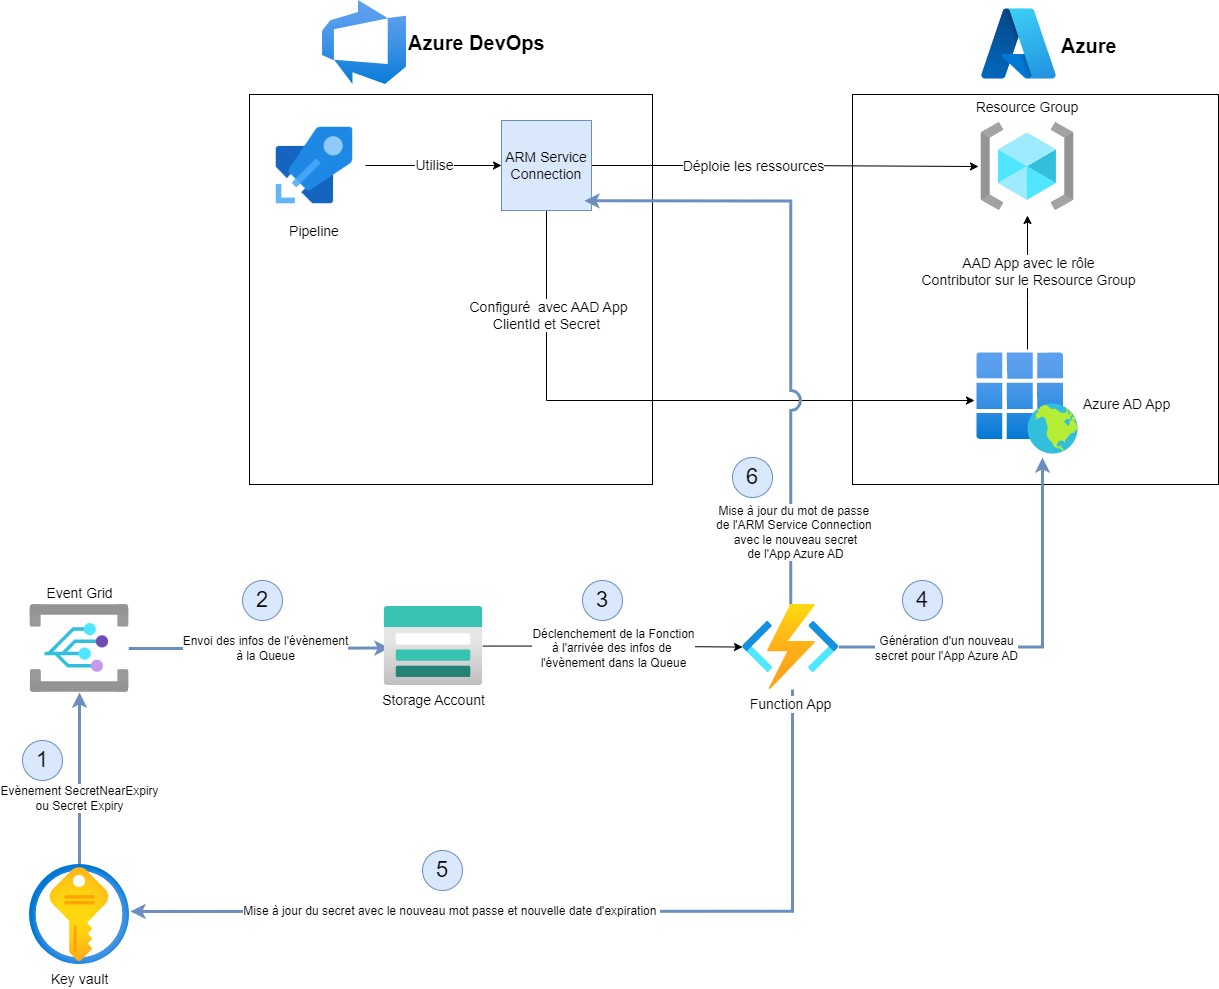 Azure DevOps
Azure
Resource Group
Pipeline
Utilise
ARM Service
Connection
Déploie les ressources
Configuré  avec AAD App
ClientId et Secret
AAD App avec le rôle
Contributor sur le Resource Group
Azure AD App
6
Mise à jour du mot de passe
de l'ARM Service Connection
avec le nouveau secret
de l'App Azure AD
Event Grid
2
Envoi des infos de l'évènement
à la Queue
Storage Account
3
Déclenchement de la Fonction
à l'arrivée des infos de
l'évènement dans la Queue
Function App
4
Génération d'un nouveau
secret pour l'App Azure AD
1
Evènement SecretNearExpiry
ou Secret Expiry
5
Mise à jour du secret avec le nouveau mot passe et nouvelle date d'expiration
Key vault